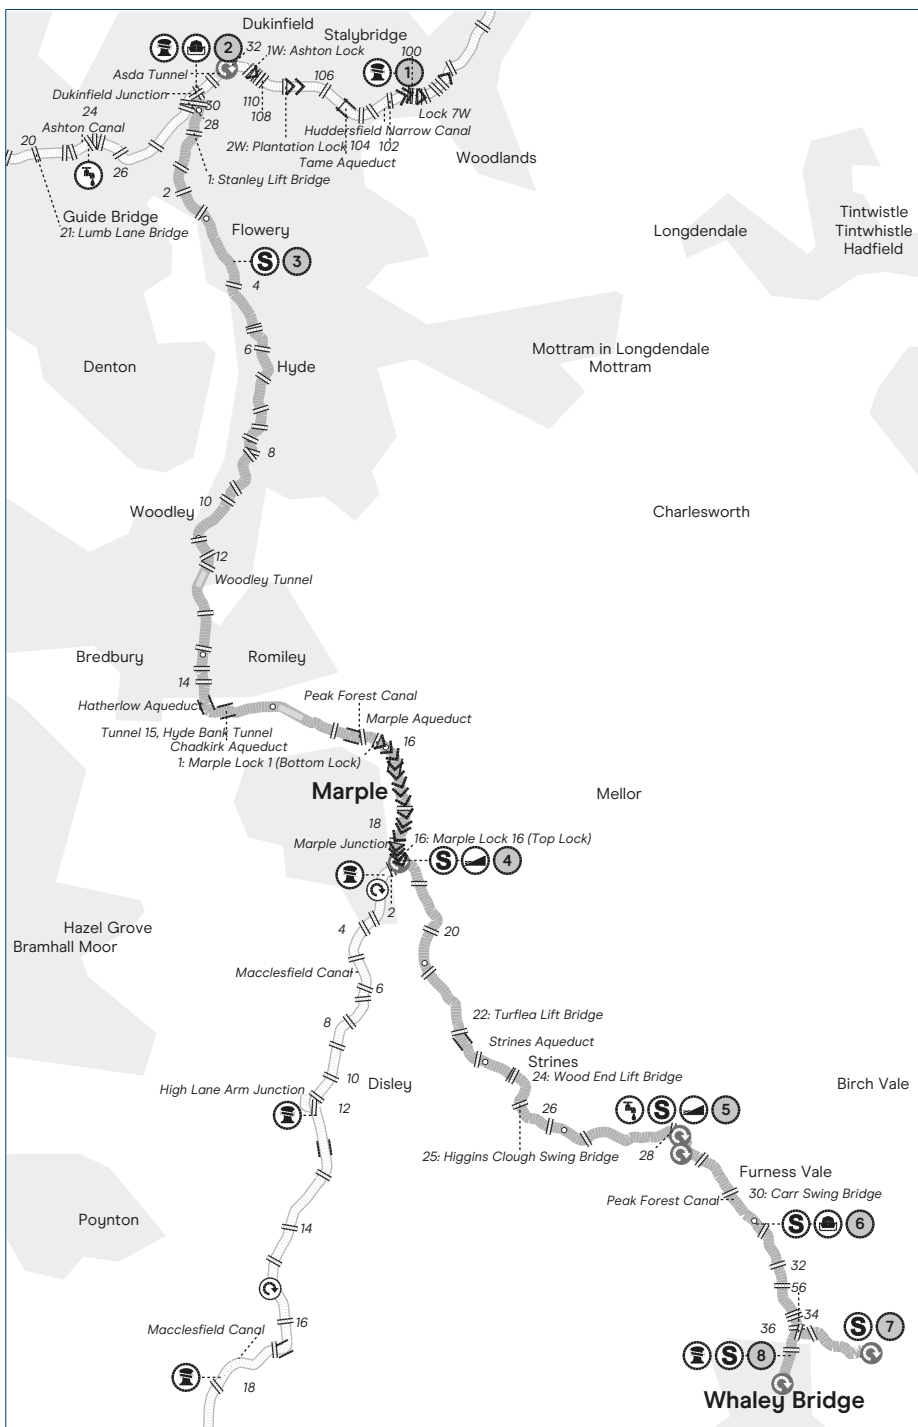 Dukinfield
32
Stalybridge
2
1W: Ashton Lock
100
Asda Tunnel
106
1
Dukinfield Junction
110
30
108
Lock 7W
24
Huddersfield Narrow Canal
Ashton Canal
28
104
102
20
2W: Plantation Lock
Tame Aqueduct
26
Woodlands
1: Stanley Lift Bridge
2
Guide Bridge
21: Lumb Lane Bridge
Flowery
Longdendale
Tintwistle
Tintwhistle
Hadfield
S
3
4
6
Mottram in Longdendale
Mottram
Denton
Hyde
8
10
Woodley
Charlesworth
12
Woodley Tunnel
Bredbury
Romiley
14
Peak Forest Canal
Hatherlow Aqueduct
Marple Aqueduct
Tunnel 15, Hyde Bank Tunnel
16
Chadkirk Aqueduct
1: Marple Lock 1 (Bottom Lock)
Marple
Mellor
18
16: Marple Lock 16 (Top Lock)
Marple Junction
S
4
2
4
20
Hazel Grove
Bramhall Moor
Macclesfield Canal
6
8
22: Turflea Lift Bridge
Strines Aqueduct
Strines
10
24: Wood End Lift Bridge
Disley
Birch Vale
High Lane Arm Junction
12
26
S
5
25: Higgins Clough Swing Bridge
28
Furness Vale
Peak Forest Canal
30: Carr Swing Bridge
Poynton
14
S
6
32
56
16
34
36
S
7
Macclesfield Canal
S
8
18
Whaley Bridge